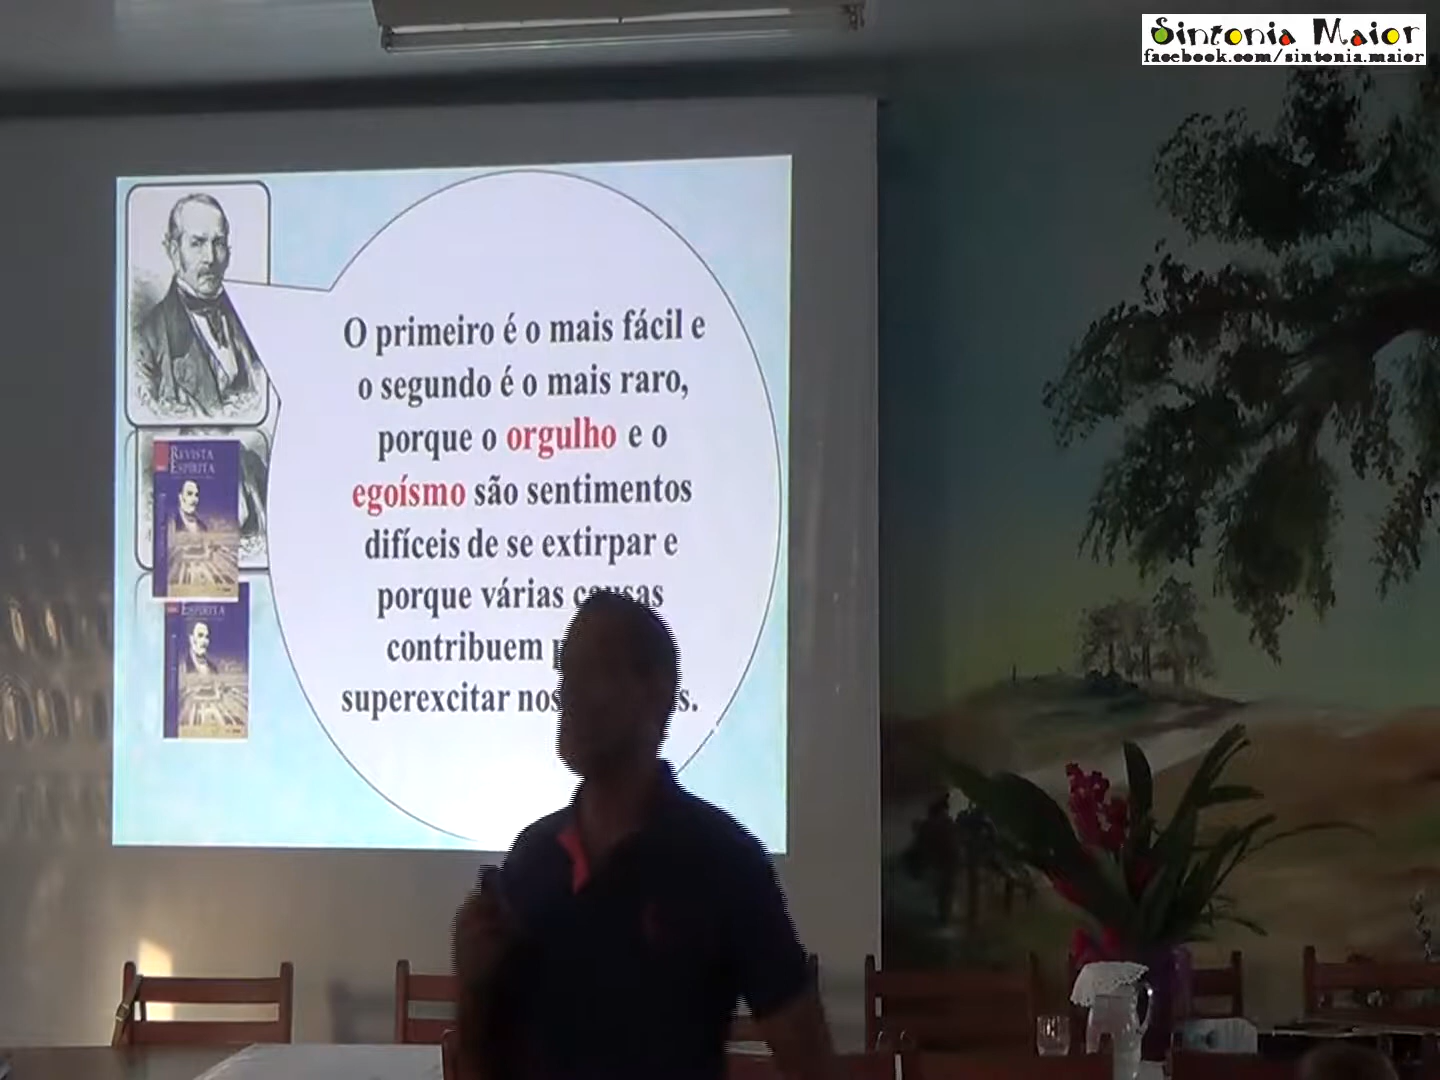 Sintonia Maior
facebook.com/sintonia.maior
O primeiro é o mais fácil e
o segundo é o mais raro,
porque o orgulho e o
egoísmo são sentimentos
difíceis de se extirpar e
porque várias causas
contribuem
superexcitar
REVISTA
ESPÍRITA
ESPÍRITA